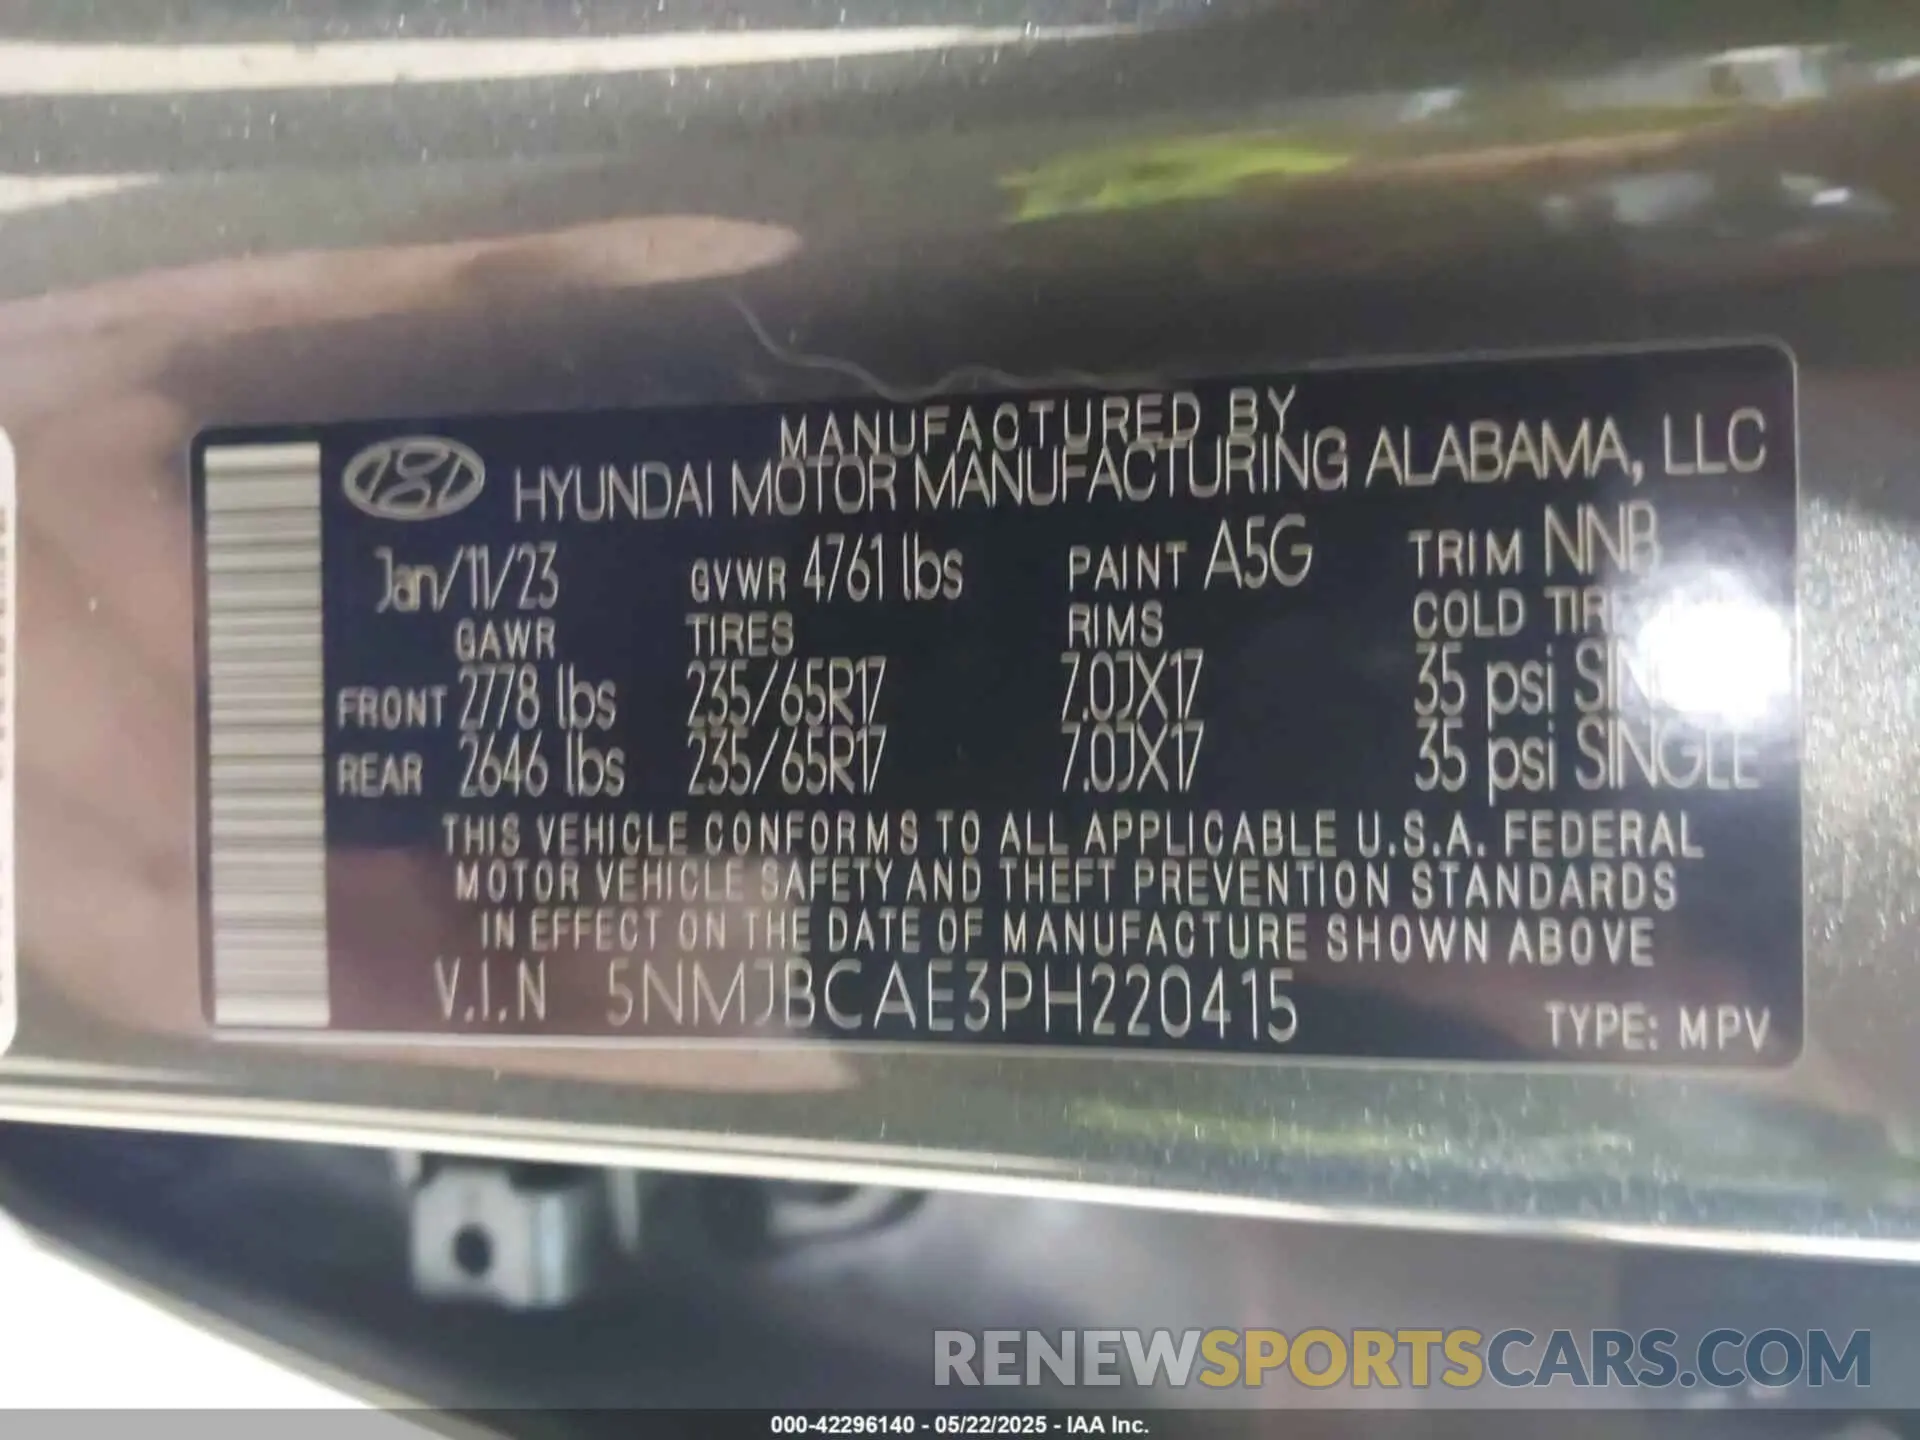 MANUFACTURED BY
HYUNDAI MOTOR MANUFACTURING ALABAMA, LLC
Jan/11/23 GVWR 4761 lbs PAINT A5G TRIM NNB
GAWR TIRES RIMS COLD
FRONT 2778 lbs 235/65R17 7.0JX17 35 psi
REAR 2646 lbs 235/65R17 7.0JX17 35 psi SINGLE
THIS VEHICLE CONFORMS TO ALL APPLICABLE U.S.A. FEDERAL
MOTOR VEHICLE SAFETY AND THEFT PREVENTION STANDARDS
IN EFFECT ON THE DATE OF MANUFACTURE SHOWN ABOVE
V.I.N 5NMJBCAE3PH220415
TYPE: MPV
RENEWSPORTSCARS.COM
000-42296140 - 05/22/2025 - IAA Inc.